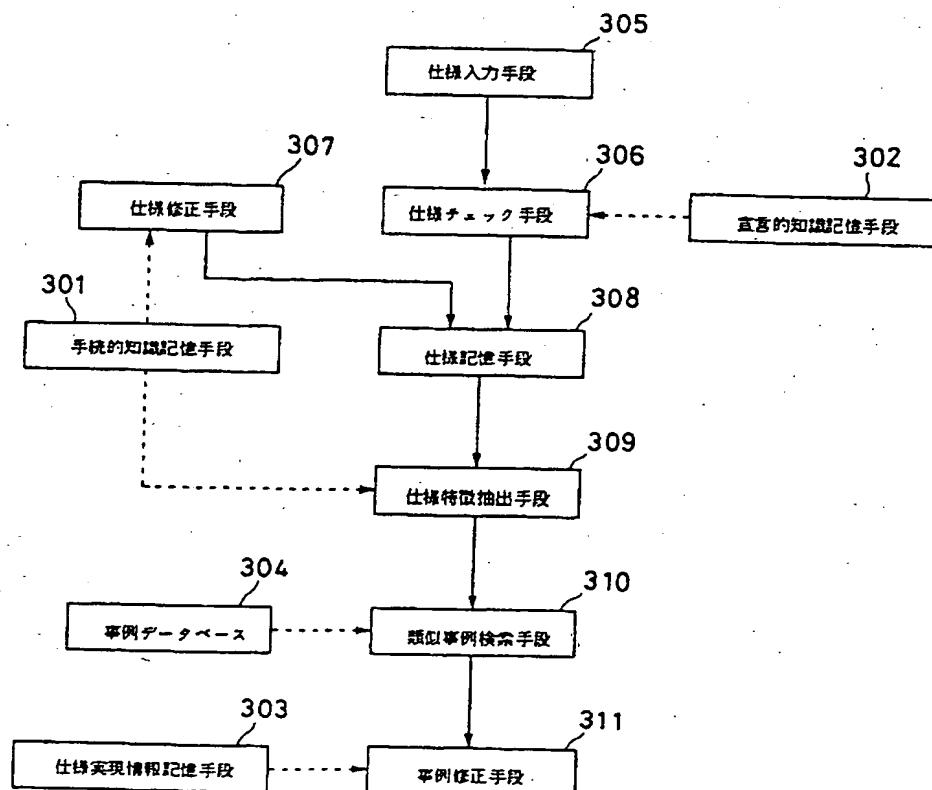 305
仕様入力手段
307
306
302
仕様修正手段
仕様チェック手段
宣言的知識記憶手段
301
308
手続的知識記憶手段
仕様記憶手段
309
仕様特徴抽出手段
304
310
事例データベース
類似事例検索手段
303
311
仕様実現情報記憶手段
事例修正手段